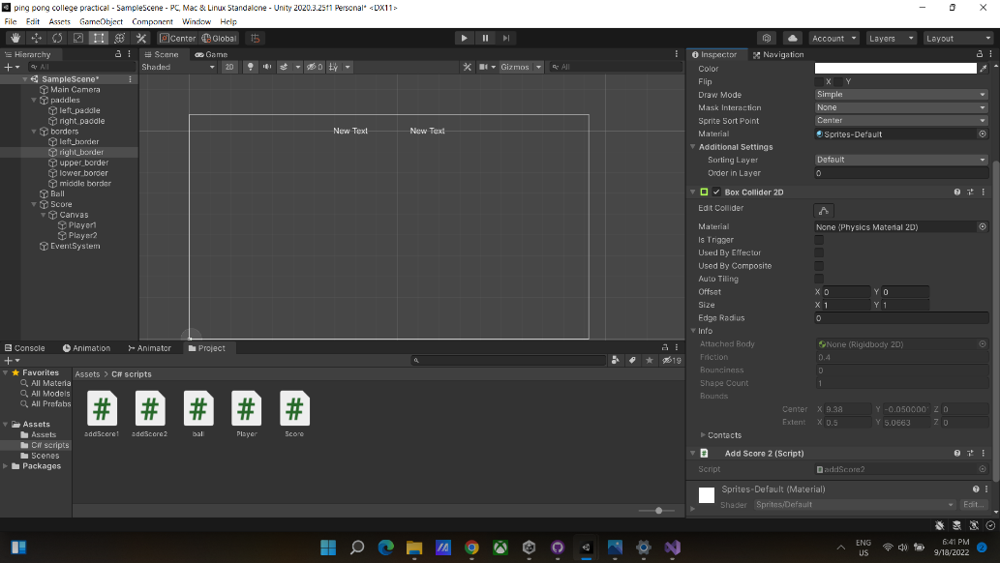 ping pong college practical - SampleScene - PC, Mac & Linux Standalone - Unity 2020.3.25f1 Personal* <DX11>
File Edit Assets GameObject Component Window Help
Center Global Account Layers Layout
Hierarchy Scene Game Inspector Navigation
All Shaded 2D 0 Gizmos All
SampleScene*
Main Camera
paddles
left_paddle
right_paddle
borders
left_border
right_border
upper_border
lower_border
middle border
Ball
Score
Canvas
Player1
Player2
EventSystem
New Text New Text
Color
Flip X Y
Draw Mode Simple
Mask Interaction None
Sprite Sort Point Center
Material Sprites-Default
Additional Settings
Sorting Layer Default
Order in Layer 0
Box Collider 2D
Edit Collider
Material None (Physics Material 2D)
Is Trigger
Used By Effector
Used By Composite
Auto Tiling
Offset X 0 Y 0
Size X 1 Y 1
Edge Radius 0
Info
Attached Body None (Rigidbody 2D)
Friction 0.4
Bounciness 0
Shape Count 1
Bounds
Center X 9.38 Y -0.050000 Z 0
Extent X 0.5 Y 5.0663 Z 0
Contacts
Add Score 2 (Script)
Script addScore2
Sprites-Default (Material)
Shader Sprites/Default Edit...
Console Animation Animator Project
19
Favorites
All Materia
All Models
All Prefabs
Assets
Assets
C# scripts
Scenes
Packages
Assets > C# scripts
addScore1 addScore2 ball Player Score
ENG
US
6:41 PM
9/18/2022
2